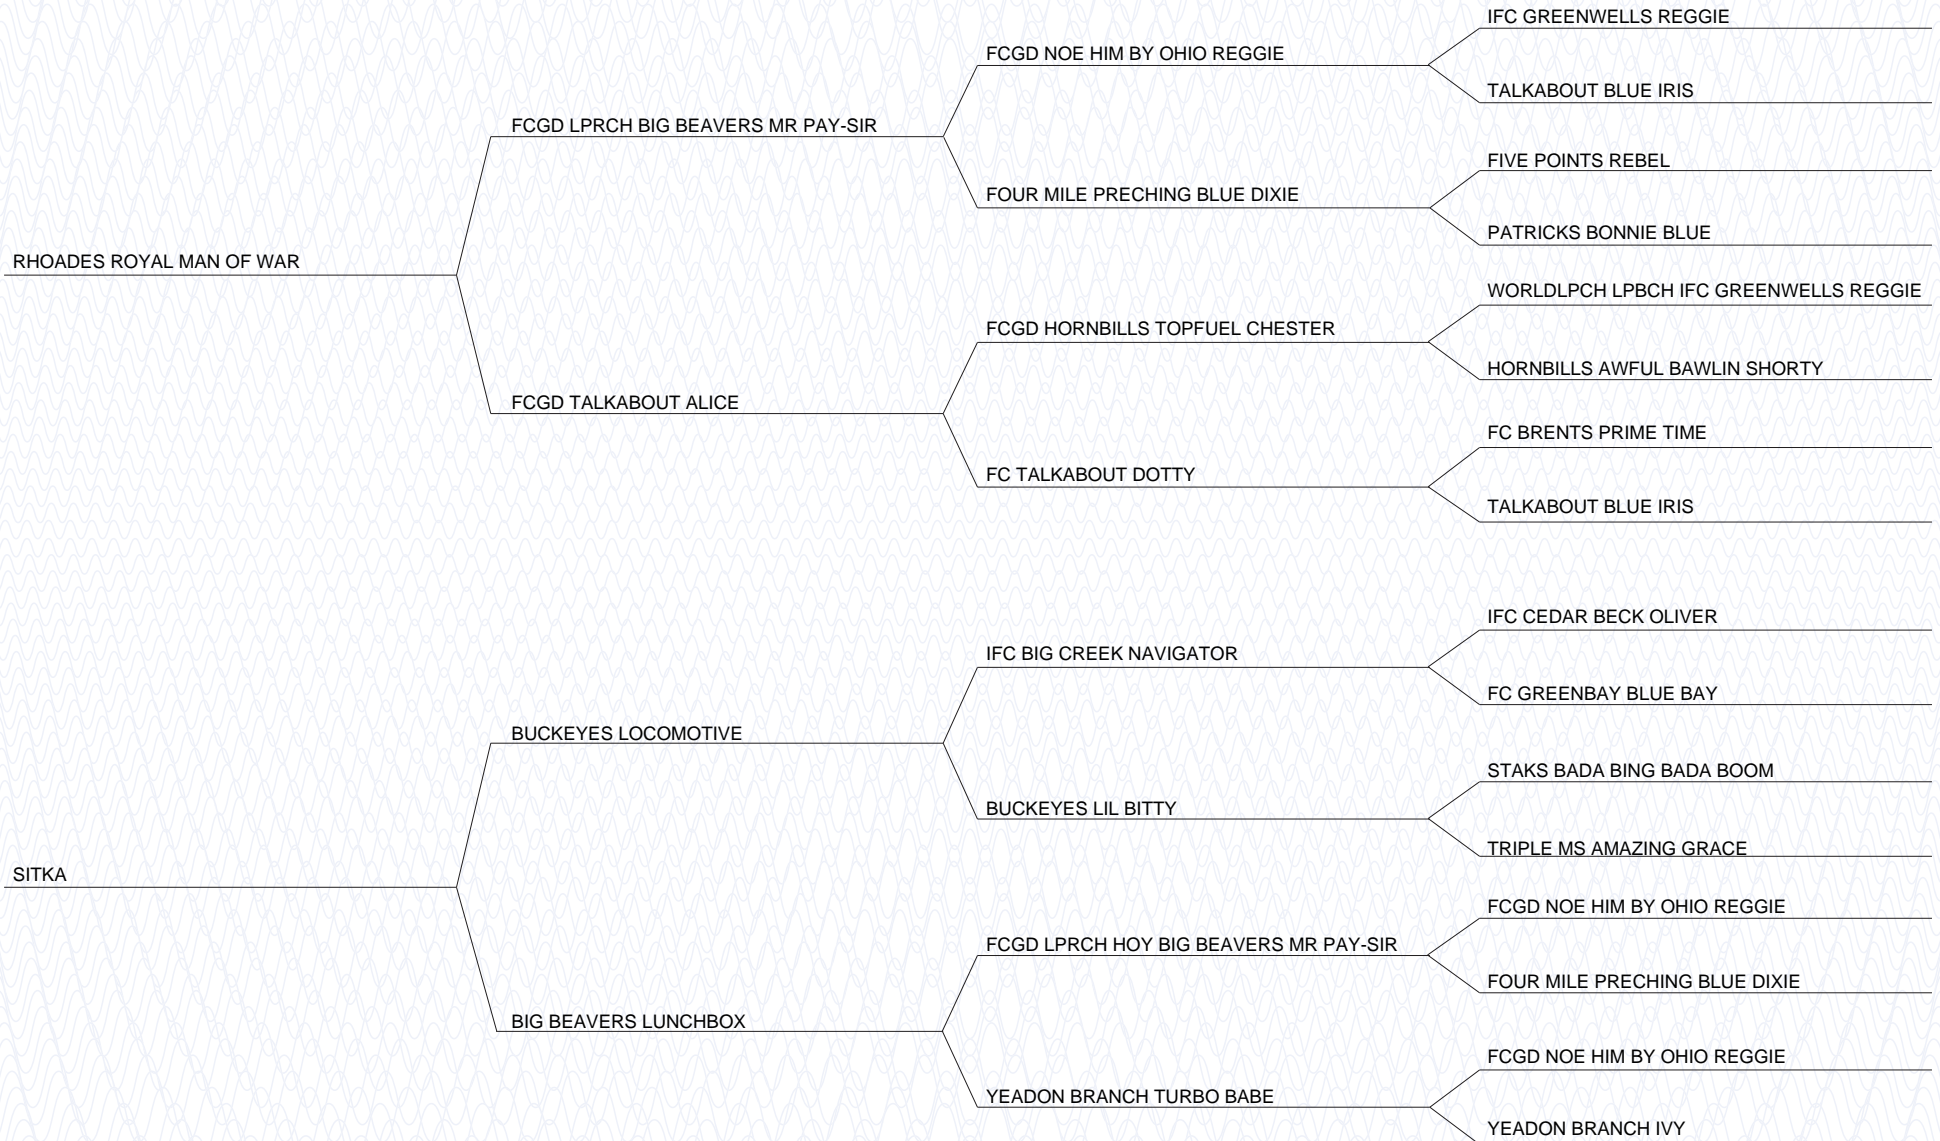 IFC GREENWELLS REGGIE
FCGD NOE HIM BY OHIO REGGIE
TALKABOUT BLUE IRIS
FCGD LPRCH BIG BEAVERS MR PAY-SIR
FIVE POINTS REBEL
FOUR MILE PRECHING BLUE DIXIE
PATRICKS BONNIE BLUE
RHOADES ROYAL MAN OF WAR
WORLDLPCH LPBCH IFC GREENWELLS REGGIE
FCGD HORNBILLS TOPFUEL CHESTER
HORNBILLS AWFUL BAWLIN SHORTY
FCGD TALKABOUT ALICE
FC BRENTS PRIME TIME
FC TALKABOUT DOTTY
TALKABOUT BLUE IRIS
IFC CEDAR BECK OLIVER
IFC BIG CREEK NAVIGATOR
FC GREENBAY BLUE BAY
BUCKEYES LOCOMOTIVE
STAKS BADA BING BADA BOOM
BUCKEYES LIL BITTY
TRIPLE MS AMAZING GRACE
SITKA
FCGD NOE HIM BY OHIO REGGIE
FCGD LPRCH HOY BIG BEAVERS MR PAY-SIR
FOUR MILE PRECHING BLUE DIXIE
BIG BEAVERS LUNCHBOX
FCGD NOE HIM BY OHIO REGGIE
YEADON BRANCH TURBO BABE
YEADON BRANCH IVY